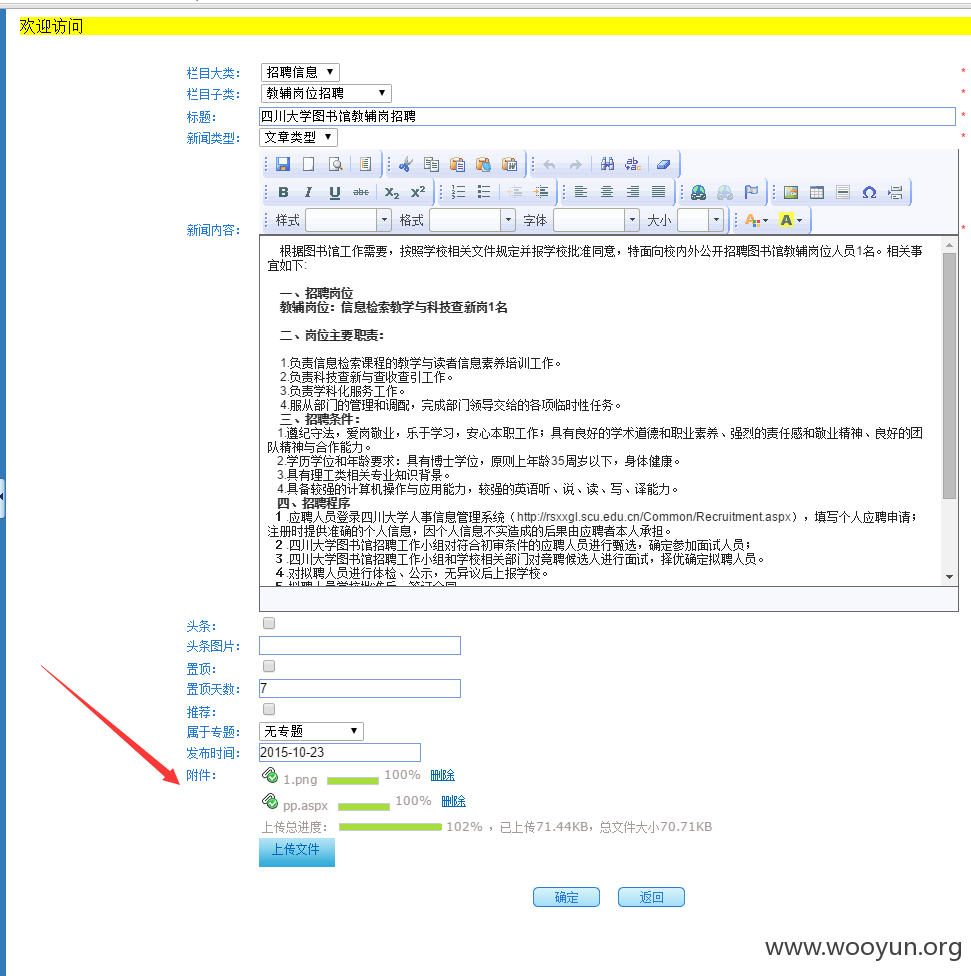 欢迎访问
栏目大类： 招聘信息
*
栏目子类： 教辅岗位招聘
*
标题： 四川大学图书馆教辅岗招聘
*
新闻类型： 文章类型
*
B I U abc X₂ X²
样式 格式 字体 大小
新闻内容：
*
根据图书馆工作需要，按照学校相关文件规定并报学校批准同意，特面向校内外公开招聘图书馆教辅岗位人员1名。相关事
宜如下:
一、招聘岗位
教辅岗位：信息检索教学与科技查新岗1名
二、岗位主要职责：
1.负责信息检索课程的教学与读者信息素养培训工作。
2.负责科技查新与查收查引工作。
3.负责学科化服务工作。
4.服从部门的管理和调配，完成部门领导交给的各项临时性任务。
三、招聘条件：
1.遵纪守法，爱岗敬业，乐于学习，安心本职工作；具有良好的学术道德和职业素养、强烈的责任感和敬业精神、良好的团
队精神与合作能力。
2.学历学位和年龄要求：具有博士学位，原则上年龄35周岁以下，身体健康。
3.具有理工类相关专业知识背景。
4.具备较强的计算机操作与应用能力，较强的英语听、说、读、写、译能力。
四、招聘程序
1 .应聘人员登录四川大学人事信息管理系统（http://rsxxgl.scu.edu.cn/Common/Recruitment.aspx），填写个人应聘申请；
注册时提供准确的个人信息，因个人信息不实造成的后果由应聘者本人承担。
2 .四川大学图书馆招聘工作小组对符合初审条件的应聘人员进行甄选，确定参加面试人员；
3 .四川大学图书馆招聘工作小组和学校相关部门对竞聘候选人进行面试，择优确定拟聘人员。
4 .对拟聘人员进行体检、公示，无异议后上报学校。
5 .拟聘人员学校批准后，签订合同
头条：
头条图片：
置顶：
置顶天数： 7
推荐：
属于专题： 无专题
发布时间： 2015-10-23
附件： 1.png 100% 删除
pp.aspx 100% 删除
上传总进度： 102% ，已上传71.44KB，总文件大小70.71KB
上传文件
确定 返回
www.wooyun.org